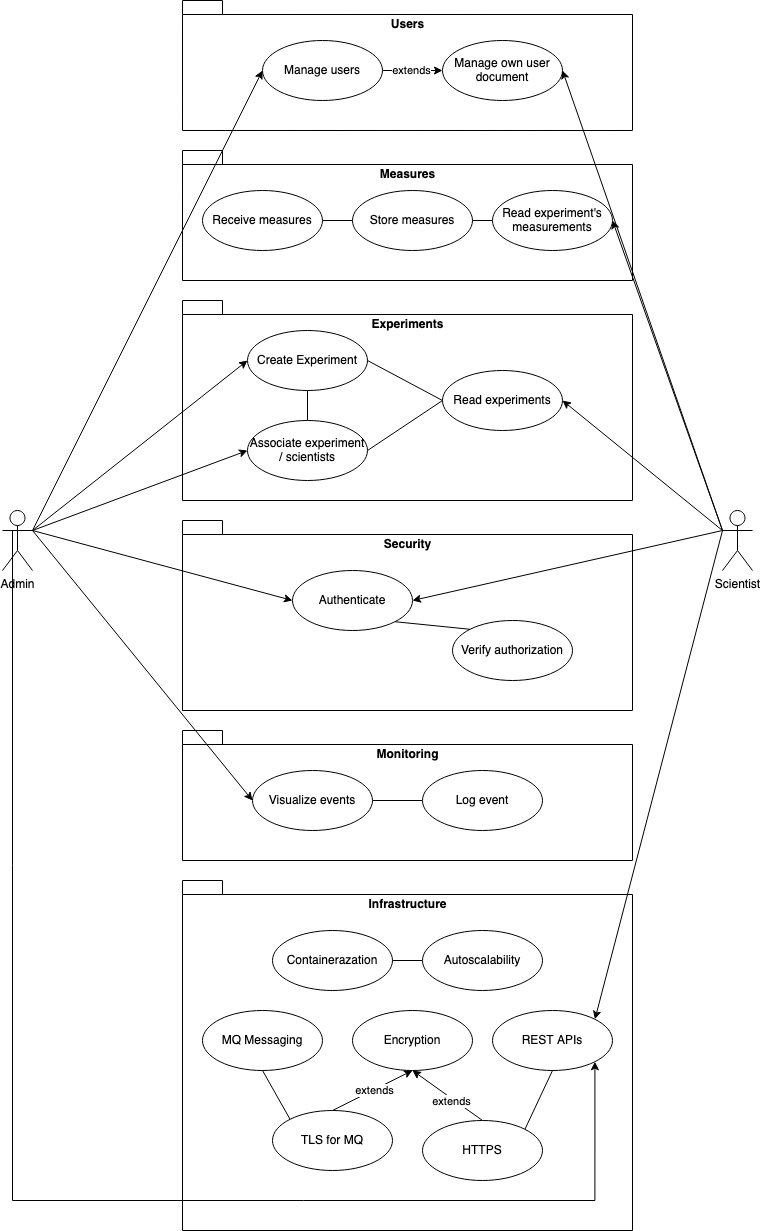 Users
Manage users
extends
Manage own user
document
Measures
Receive measures
Store measures
Read experiment's
measurements
Experiments
Create Experiment
Read experiments
Associate experiment
/ scientists
Admin
Scientist
Security
Authenticate
Verify authorization
Monitoring
Visualize events
Log event
Infrastructure
Containerazation
Autoscalability
MQ Messaging
Encryption
REST APIs
extends
extends
TLS for MQ
HTTPS